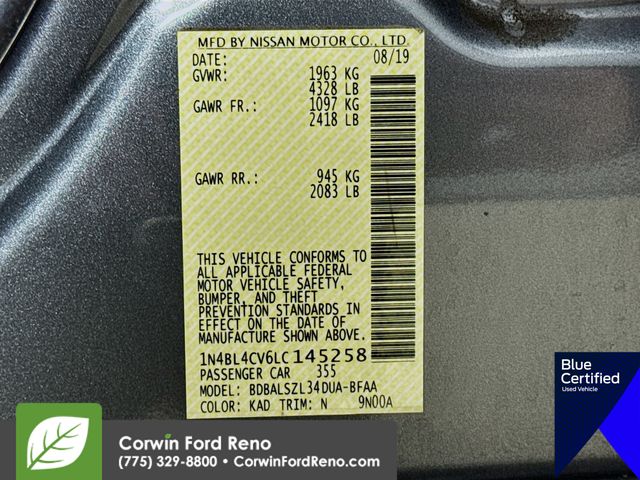 MFD BY NISSAN MOTOR CO., LTD
DATE: 08/19
GVWR: 1963 KG
4328 LB
GAWR FR.: 1097 KG
2418 LB
GAWR RR.: 945 KG
2083 LB
THIS VEHICLE CONFORMS TO
ALL APPLICABLE FEDERAL
MOTOR VEHICLE SAFETY,
BUMPER, AND THEFT
PREVENTION STANDARDS IN
EFFECT ON THE DATE OF
MANUFACTURE SHOWN ABOVE.
1N4BL4CV6LC145258
PASSENGER CAR 355
MODEL: BDBALSZL34DUA-BFAA
COLOR: KAD TRIM: N 9N00A
Blue
Certified
Used Vehicle
Corwin Ford Reno
(775) 329-8800 • CorwinFordReno.com